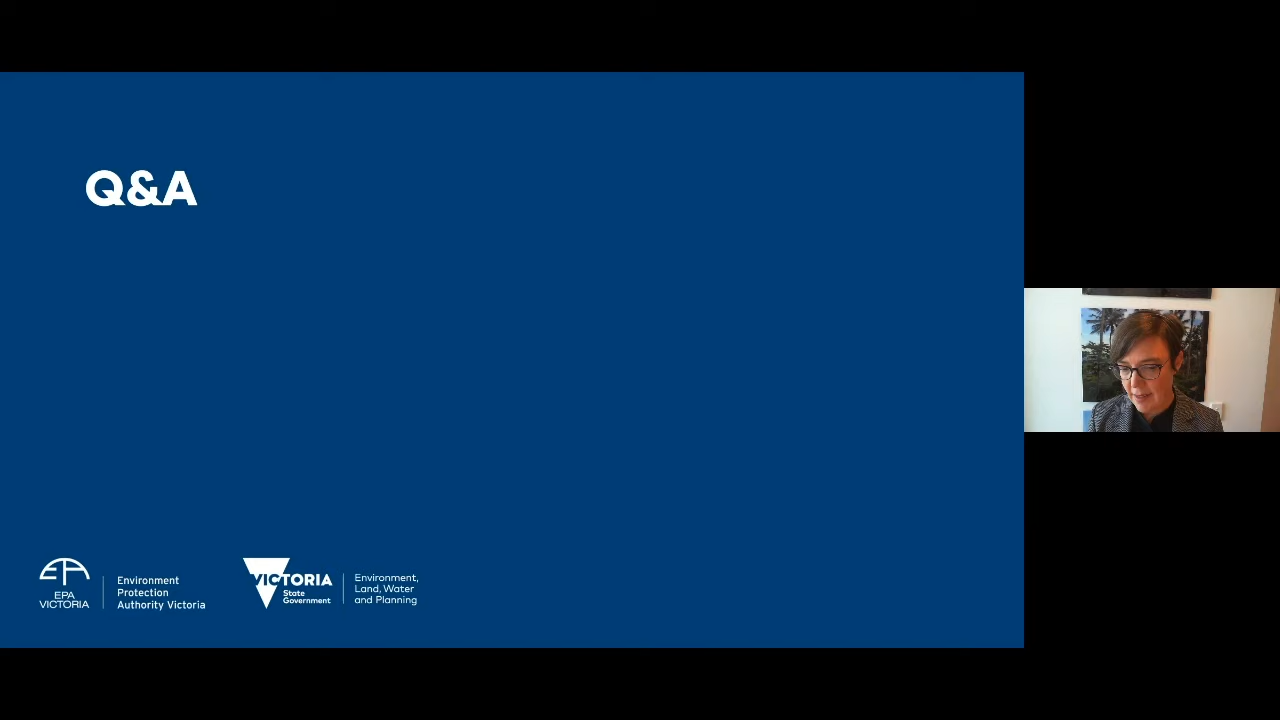 Q&A
EPA
VICTORIA
Environment
Protection
Authority Victoria
VICTORIA
State
Government
Environment,
Land, Water
and Planning